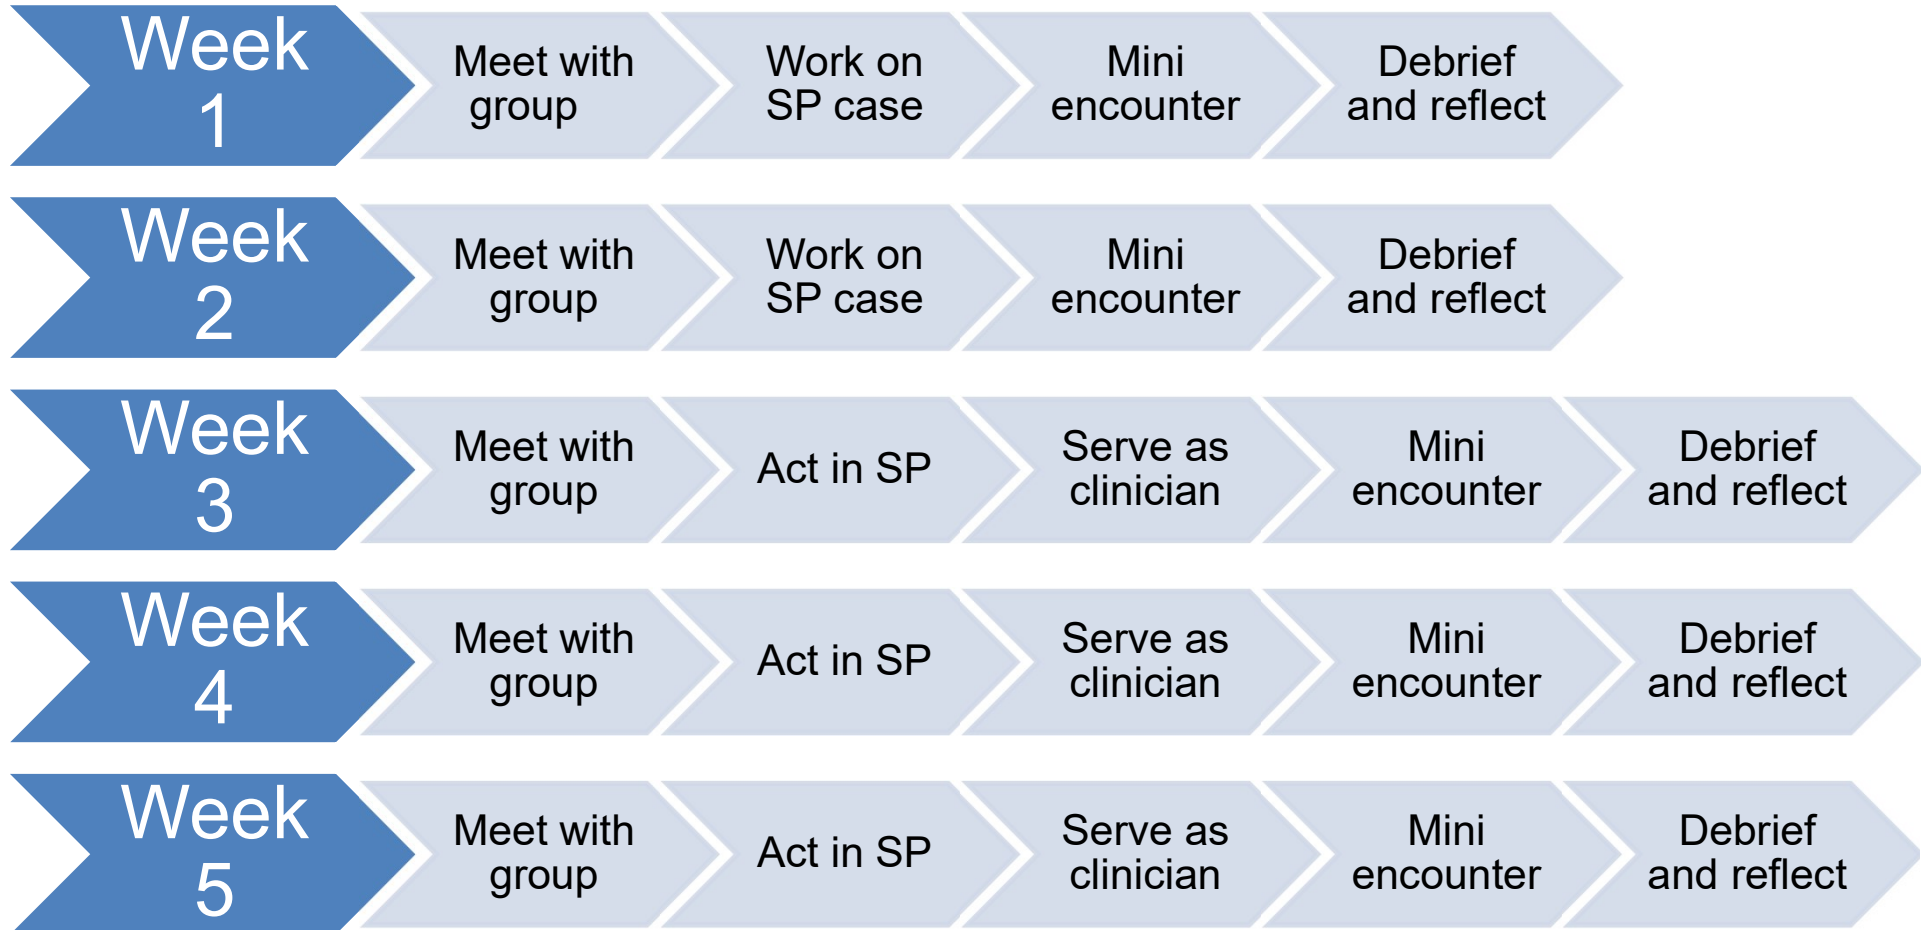 Week
1
Meet with
group
Work on
SP case
Mini
encounter
Debrief
and reflect
Week
2
Meet with
group
Work on
SP case
Mini
encounter
Debrief
and reflect
Week
3
Meet with
group
Act in SP
Serve as
clinician
Mini
encounter
Debrief
and reflect
Week
4
Meet with
group
Act in SP
Serve as
clinician
Mini
encounter
Debrief
and reflect
Week
5
Meet with
group
Act in SP
Serve as
clinician
Mini
encounter
Debrief
and reflect